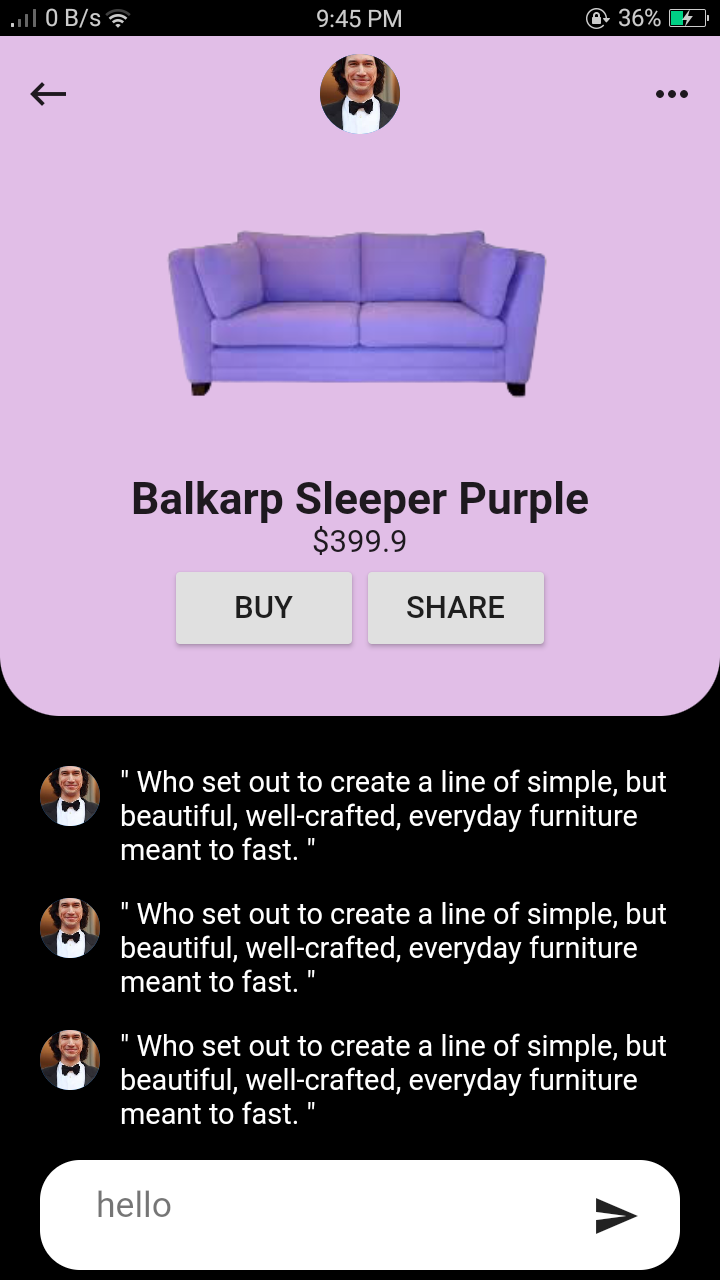 0 B/s 9:45 PM 36%
Balkarp Sleeper Purple
$399.9
BUY SHARE
" Who set out to create a line of simple, but
beautiful, well-crafted, everyday furniture
meant to fast. "
" Who set out to create a line of simple, but
beautiful, well-crafted, everyday furniture
meant to fast. "
" Who set out to create a line of simple, but
beautiful, well-crafted, everyday furniture
meant to fast. "
hello